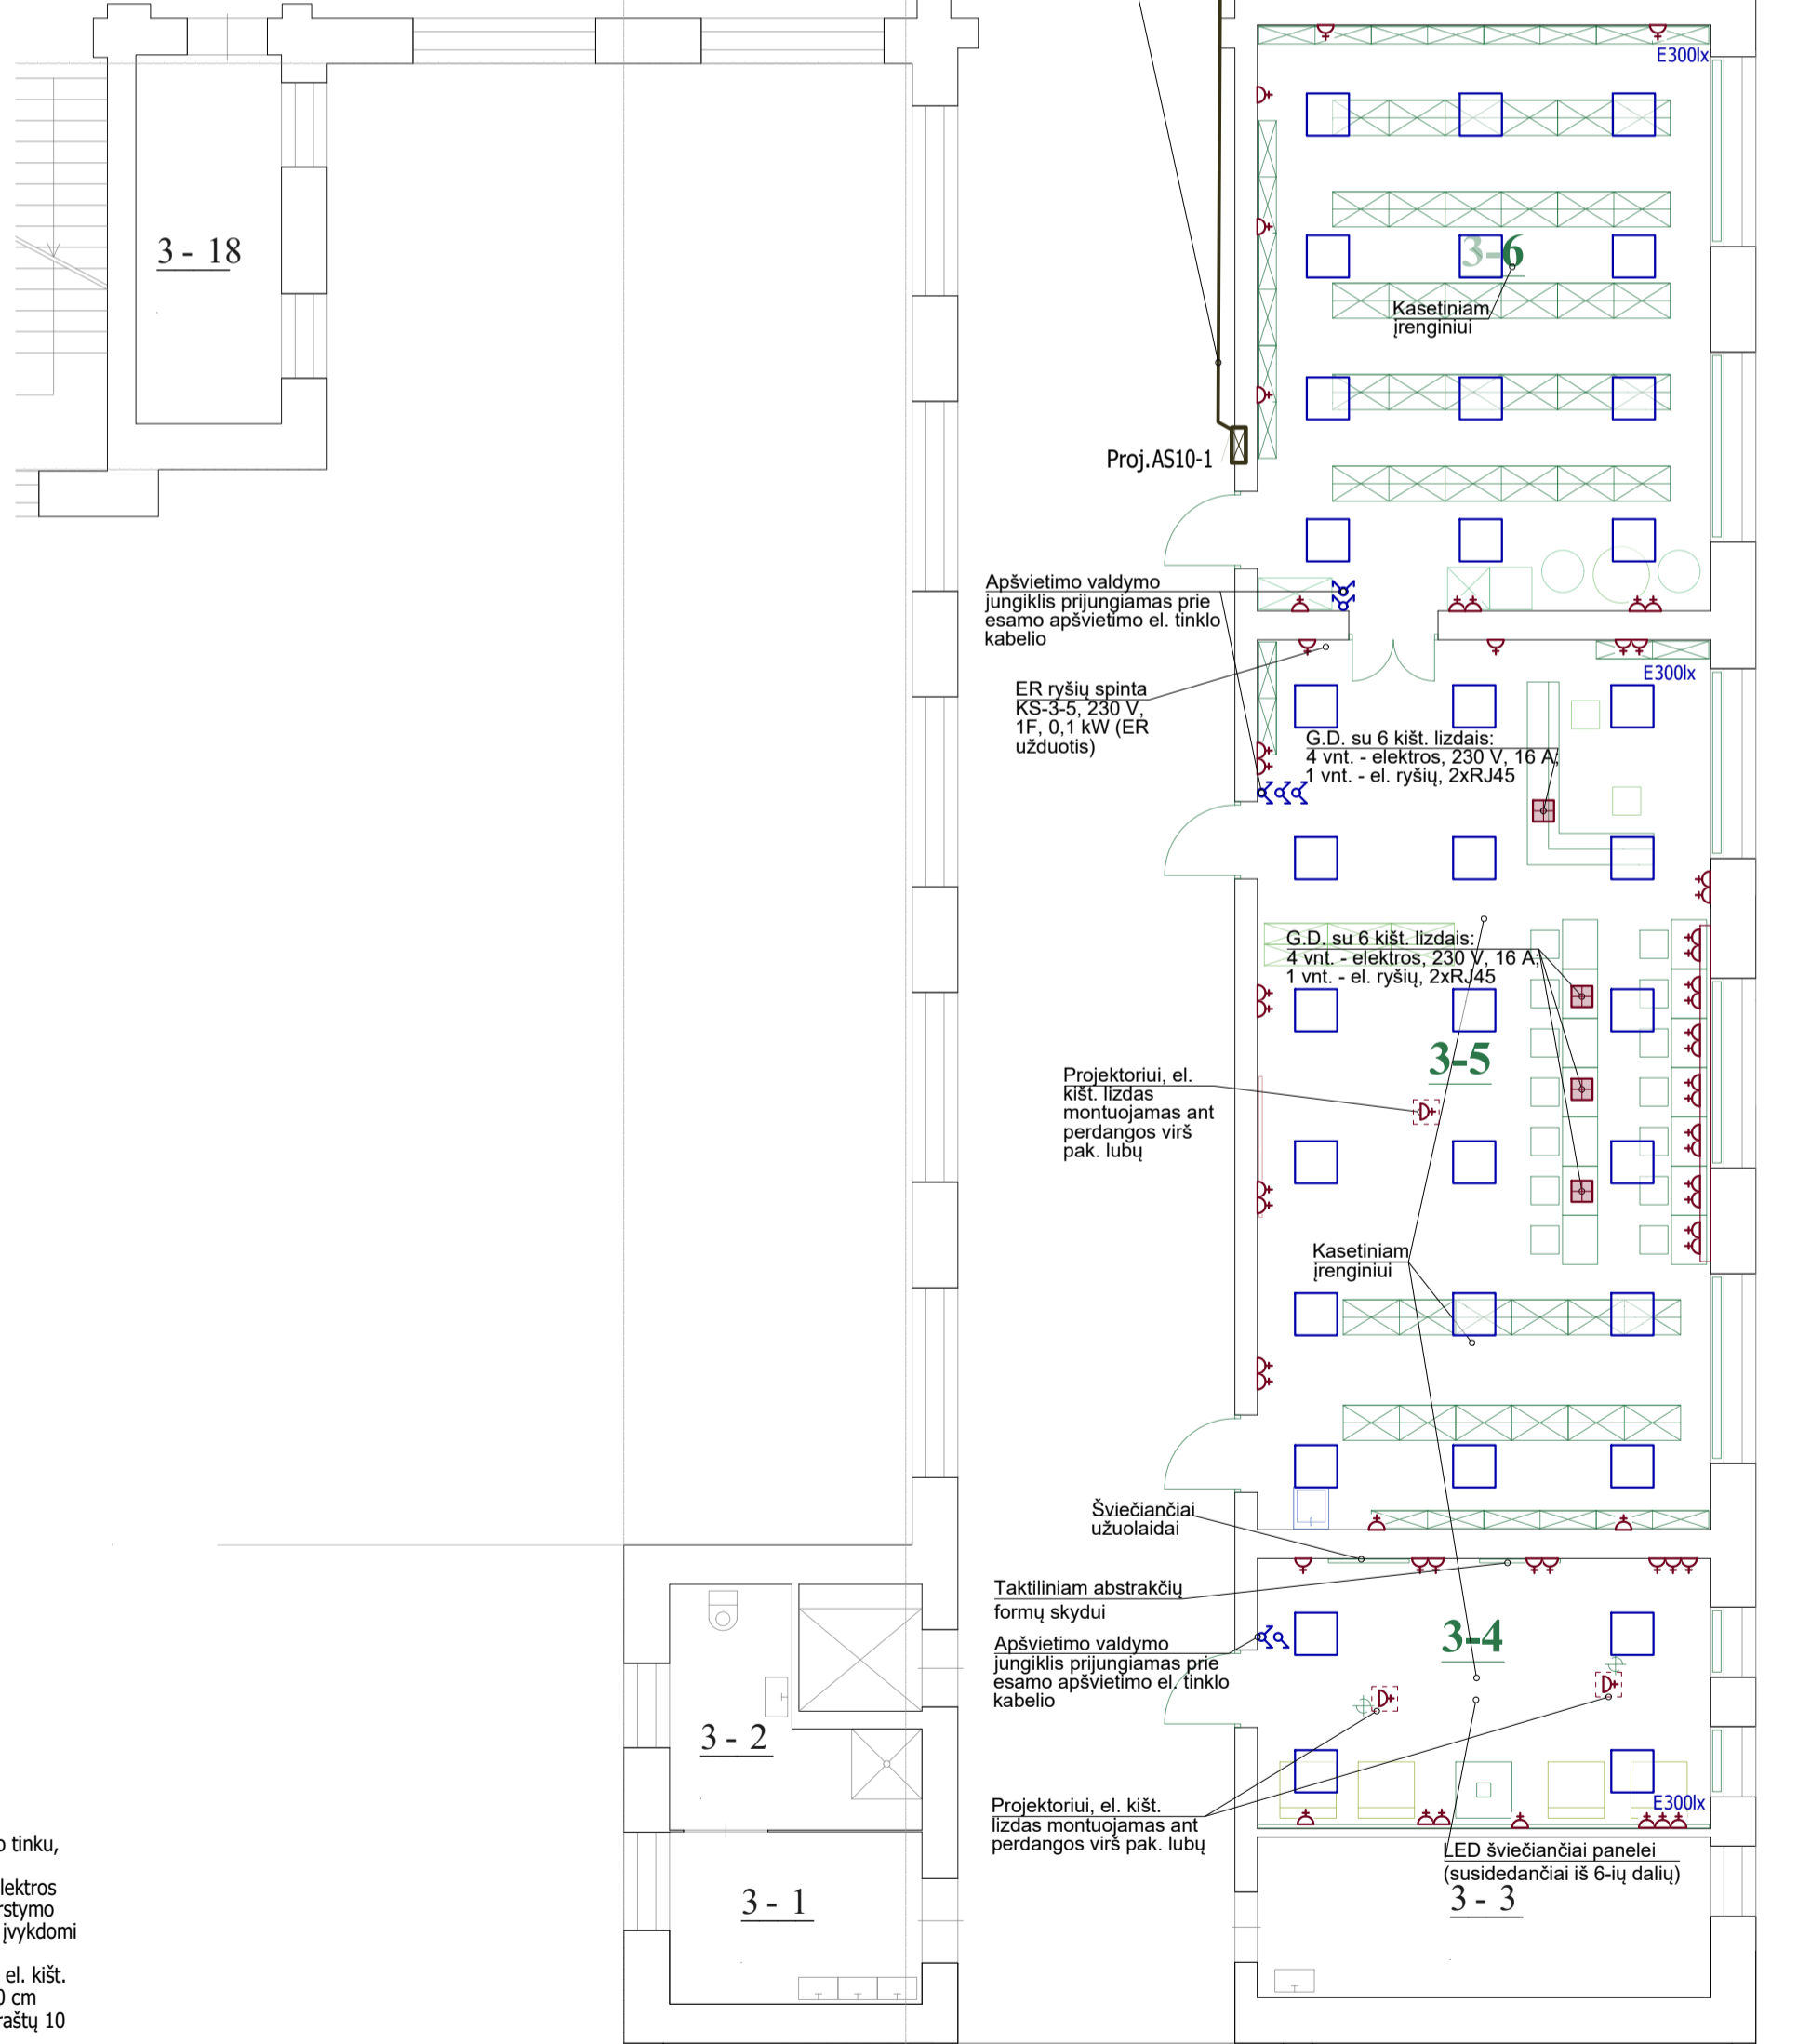 E300lx
3 - 18
3-6
Kasetiniam
įrenginiui
Proj.AS10-1
Apšvietimo valdymo
jungiklis prijungiamas prie
esamo apšvietimo el. tinklo
kabelio
E300lx
ER ryšių spinta
KS-3-5, 230 V,
1F, 0,1 kW (ER
užduotis)
G.D. su 6 kišt. lizdais:
4 vnt. - elektros, 230 V, 16 A;
1 vnt. - el. ryšių, 2xRJ45
G.D. su 6 kišt. lizdais:
4 vnt. - elektros, 230 V, 16 A;
1 vnt. - el. ryšių, 2xRJ45
3-5
Projektoriui, el.
kišt. lizdas
montuojamas ant
perdangos virš
pak. lubų
Kasetiniam
įrenginiui
Šviečiančiai
užuolaidai
Taktiliniam abstrakčių
formų skydui
3-4
Apšvietimo valdymo
jungiklis prijungiamas prie
esamo apšvietimo el. tinklo
kabelio
3 - 2
Projektoriui, el. kišt.
lizdas montuojamas ant
perdangos virš pak. lubų
E300lx
LED šviečiančiai panelei
(susidedančiai iš 6-ių dalių)
3 - 1
3 - 3
o tinku,
lektros
rstymo
įvykdomi
el. kišt.
0 cm
raštų 10